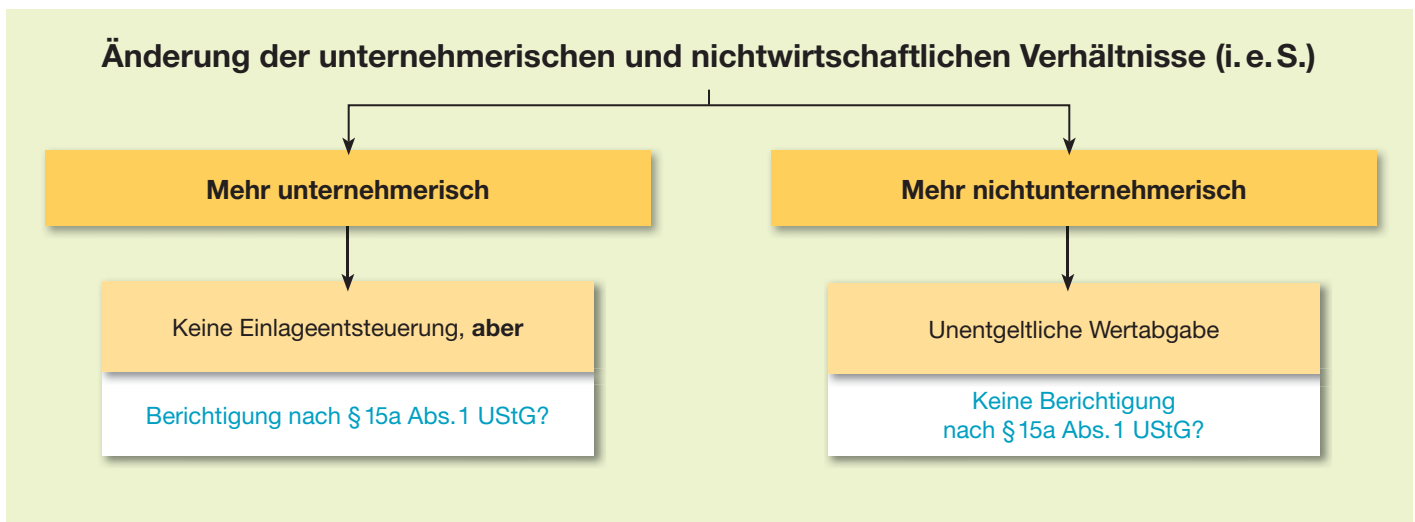 Änderung der unternehmerischen und nichtwirtschaftlichen Verhältnisse (i. e. S.)
Mehr unternehmerisch
Mehr nichtunternehmerisch
Keine Einlageentsteuerung, aber
Unentgeltliche Wertabgabe
Berichtigung nach § 15a Abs. 1 UStG?
Keine Berichtigung
nach § 15a Abs. 1 UStG?